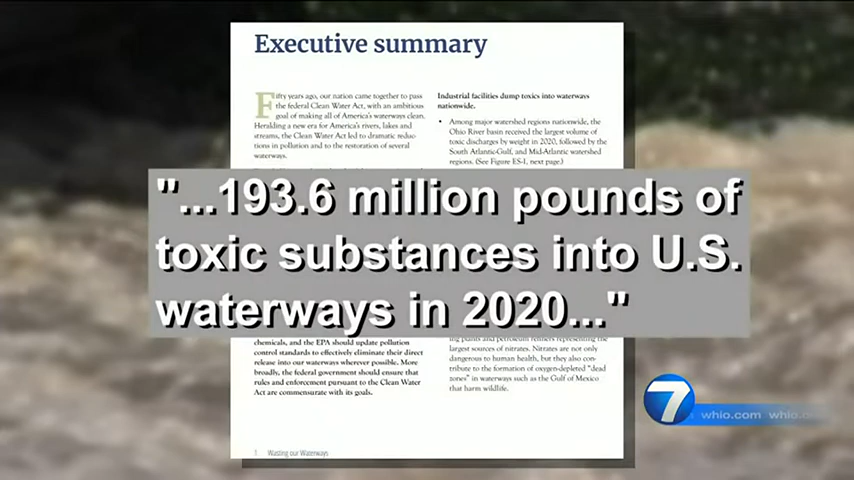 Executive summary
Fifty years ago, our nation came together to pass
the federal Clean Water Act, with an ambitious
goal of making all of America's waterways clean.
Heralding a new era for America's rivers, lakes and
streams, the Clean Water Act led to dramatic reduc-
tions in pollution and to the restoration of several
waterways.
Industrial facilities dump toxics into waterways
nationwide.
• Among major watershed regions nationwide, the
Ohio River basin received the largest volume of
toxic discharges by weight in 2020, followed by the
South Atlantic-Gulf, and Mid-Atlantic watershed
regions. (See Figure ES-1, next page.)
"...193.6 million pounds of
toxic substances into U.S.
waterways in 2020..."
chemicals, and the EPA should update pollution
control standards to effectively eliminate their direct
release into our waterways wherever possible. More
broadly, the federal government should ensure that
rules and enforcement pursuant to the Clean Water
Act are commensurate with its goals.
ing plants and petroleum refiners representing the
largest sources of nitrates. Nitrates are not only
dangerous to human health, but they also con-
tribute to the formation of oxygen-depleted "dead
zones" in waterways such as the Gulf of Mexico
that harm wildlife.
1 Wasting our Waterways
7
whio.com whio.com